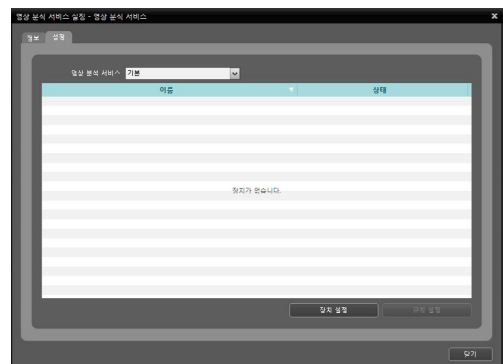 영상 분석 서비스 설정 - 영상 분석 서비스
정보 설정
영상 분석 서비스 기본
이름 상태
장치가 없습니다.
장치 설정 규칙 설정
닫기